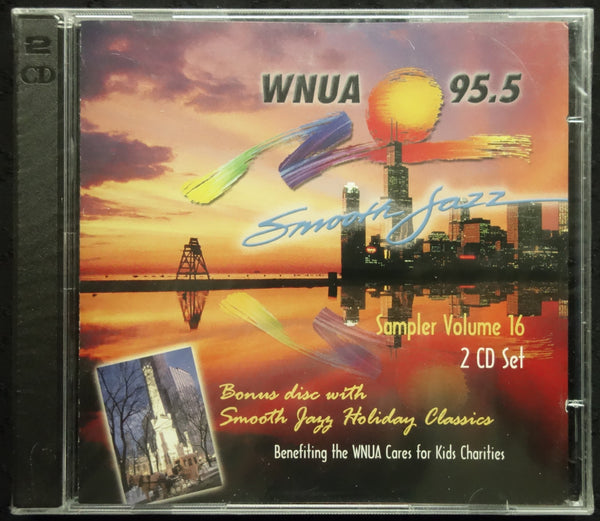 2
CD
WNUA 95.5
Smooth Jazz
Sampler Volume 16
2 CD Set
Bonus disc with
Smooth Jazz Holiday Classics
Benefiting the WNUA Cares for Kids Charities